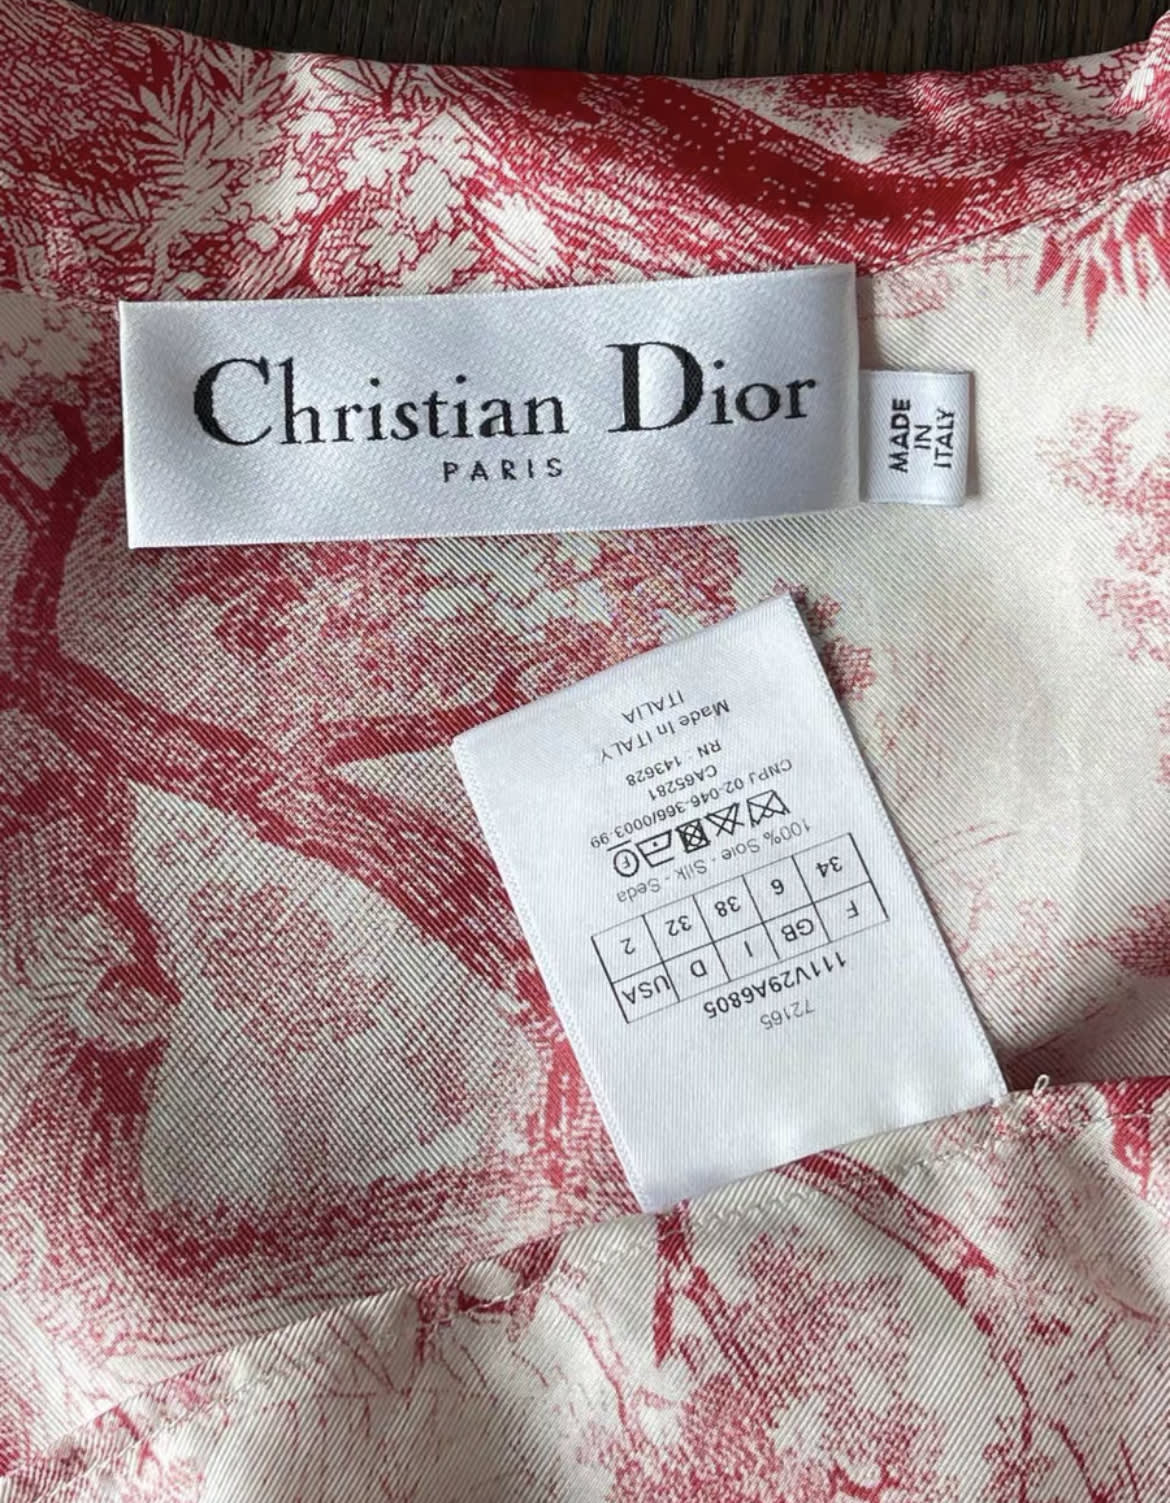 Christian Dior
PARIS
MADE
IN
ITALY
72165
111V29A6805
F GB I D USA
34 6 38 32 2
100% Soie - Silk - Seda
F
CNPJ 02-046-366/0003-99
CA65281
RN : 143628
Made In ITALY
ITALIA